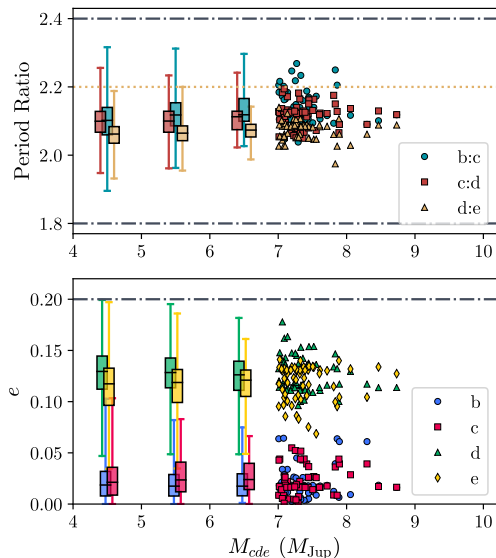 2.4
2.2
2.0
1.8
Period Ratio
4 5 6 7 8 9 10
b:c
c:d
d:e
0.20
0.15
0.10
0.05
0.00
e
4 5 6 7 8 9 10
b
c
d
e
M_cde (M_Jup)